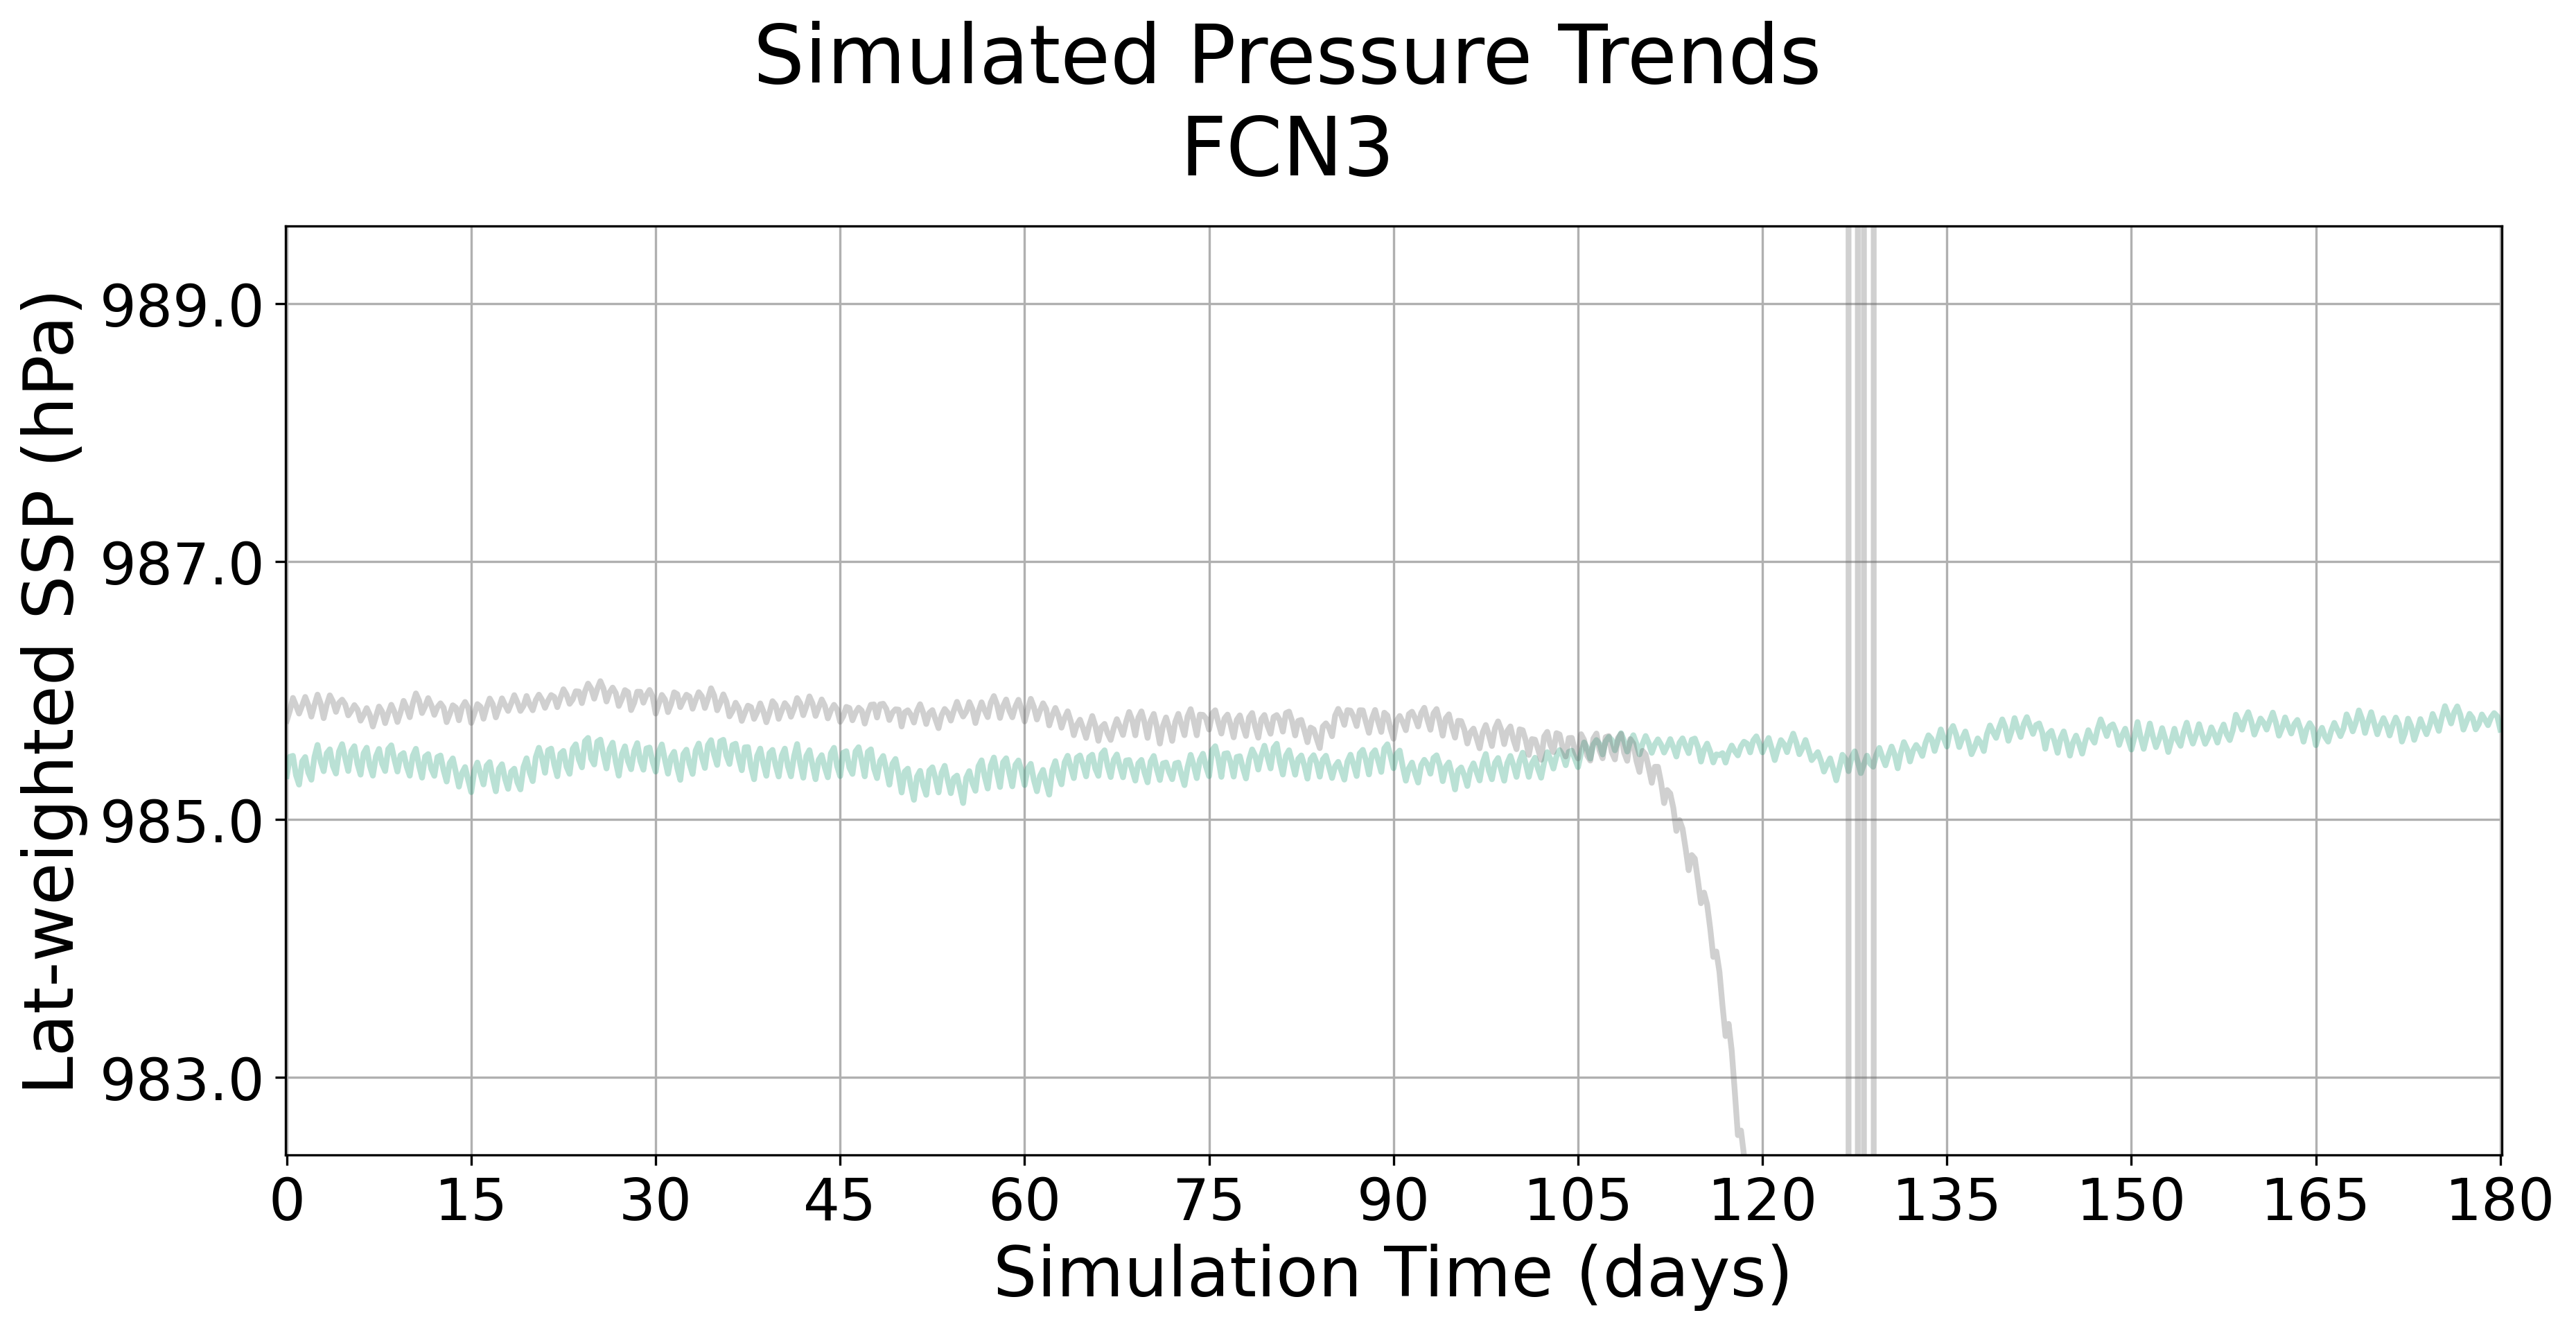 Simulated Pressure Trends
FCN3
Lat-weighted SSP (hPa)
989.0
987.0
985.0
983.0
0 15 30 45 60 75 90 105 120 135 150 165 180
Simulation Time (days)